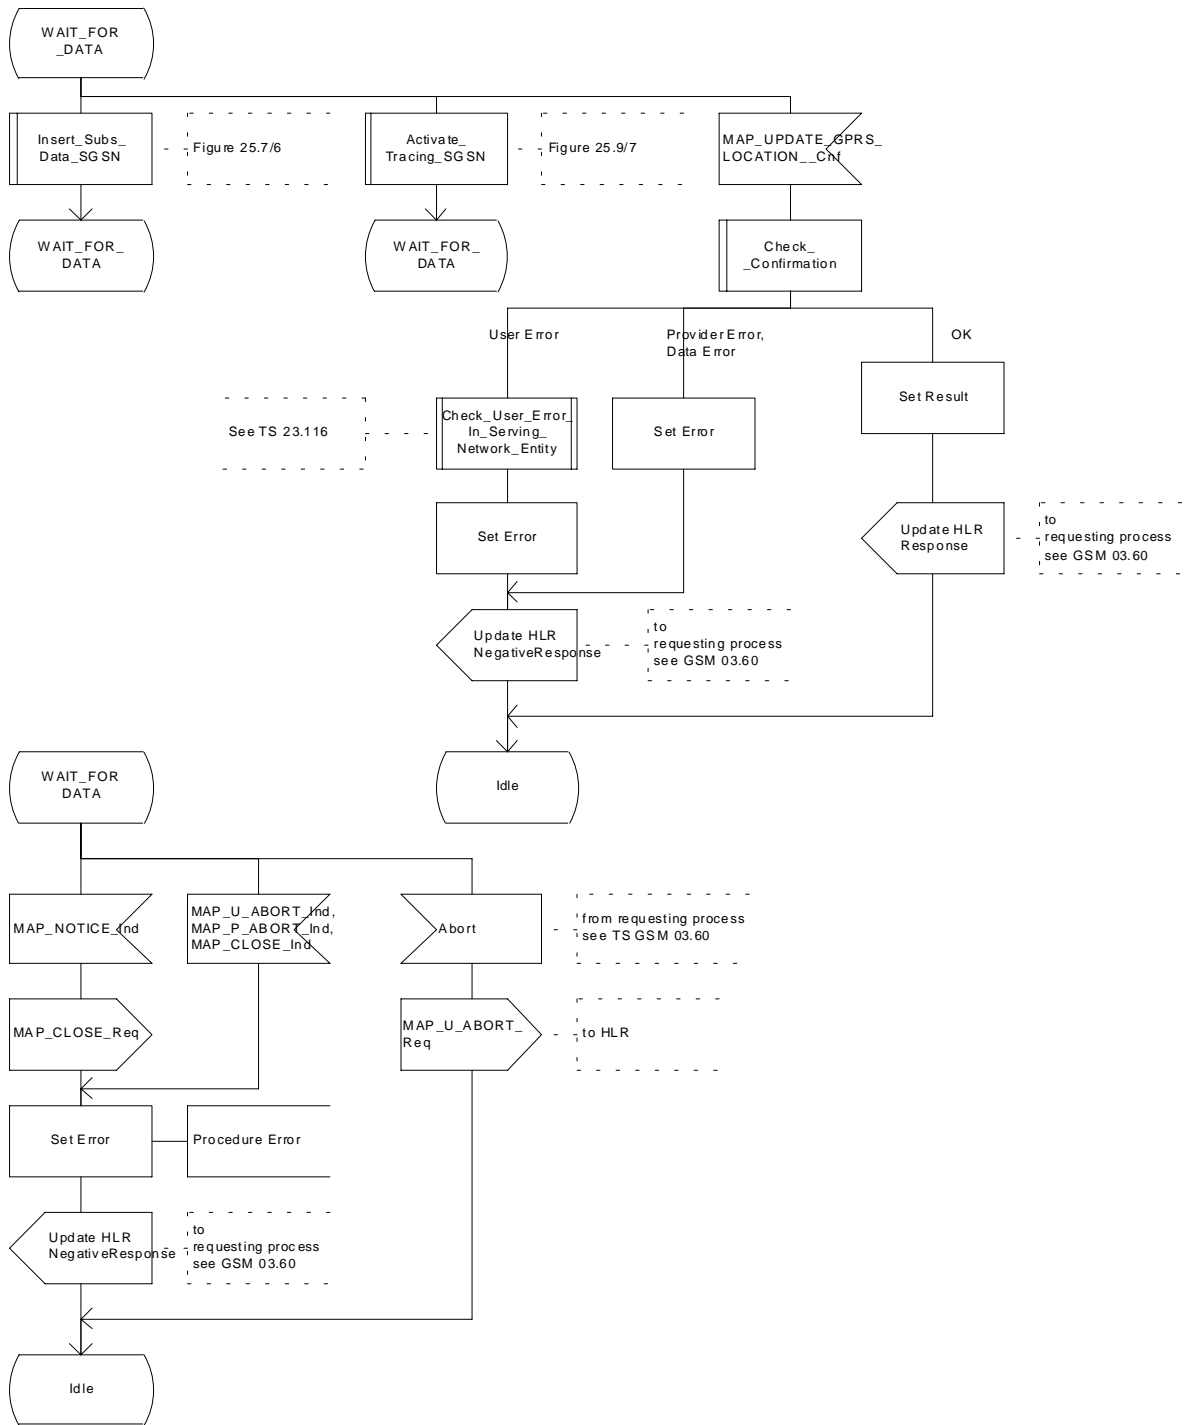 WAIT_FOR
_DATA
Insert_Subs_
Data_SGSN
Figure 25.7/6
Activate_
Tracing_SGSN
Figure 25.9/7
MAP_UPDATE_GPRS_
LOCATION__Cnf
WAIT_FOR_
DATA
WAIT_FOR_
DATA
Check_
_Confirmation
User Error
Provider Error,
Data Error
OK
Set Result
See TS 23.116
Check_User_Error_
In_Serving_
Network_Entity
Set Error
Set Error
Update HLR
Response
to
requesting process
see GSM 03.60
Update HLR
NegativeResponse
to
requesting process
see GSM 03.60
Idle
WAIT_FOR
DATA
MAP_NOTICE_Ind
MAP_U_ABORT_Ind,
MAP_P_ABORT_Ind,
MAP_CLOSE_Ind
Abort
from requesting process
see TS GSM 03.60
MAP_CLOSE_Req
MAP_U_ABORT_
Req
to HLR
Set Error
Procedure Error
Update HLR
NegativeResponse
to
requesting process
see GSM 03.60
Idle